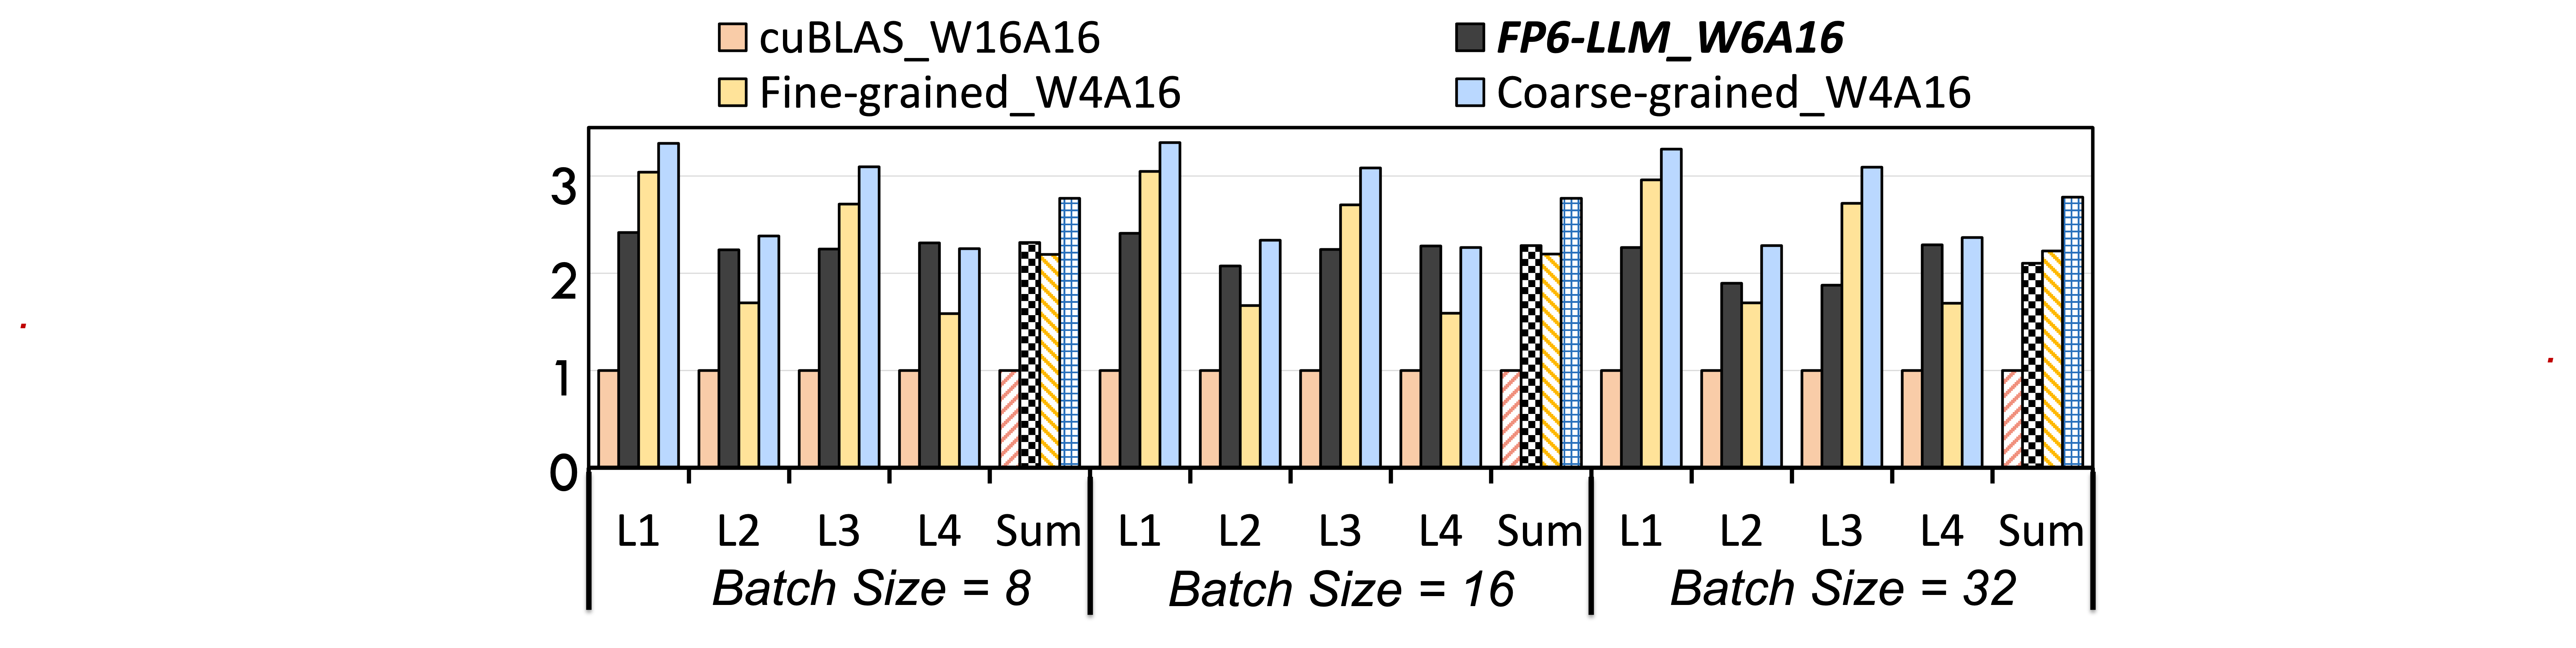 cuBLAS_W16A16 FP6-LLM_W6A16
Fine-grained_W4A16 Coarse-grained_W4A16
3
2
1
0
L1 L2 L3 L4 Sum L1 L2 L3 L4 Sum L1 L2 L3 L4 Sum
Batch Size = 8 Batch Size = 16 Batch Size = 32